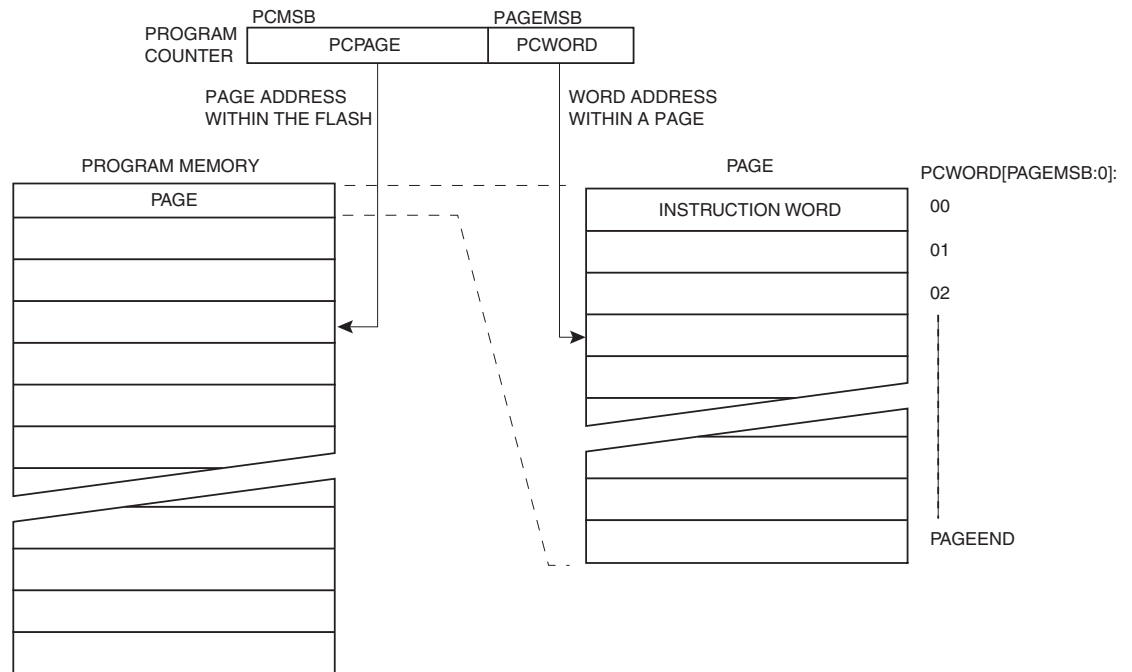 PCMSB PAGEMSB
PROGRAM
COUNTER
PCPAGE PCWORD
PAGE ADDRESS
WITHIN THE FLASH
WORD ADDRESS
WITHIN A PAGE
PROGRAM MEMORY
PAGE
PAGE
INSTRUCTION WORD
PCWORD[PAGEMSB:0]:
00
01
02
PAGEEND